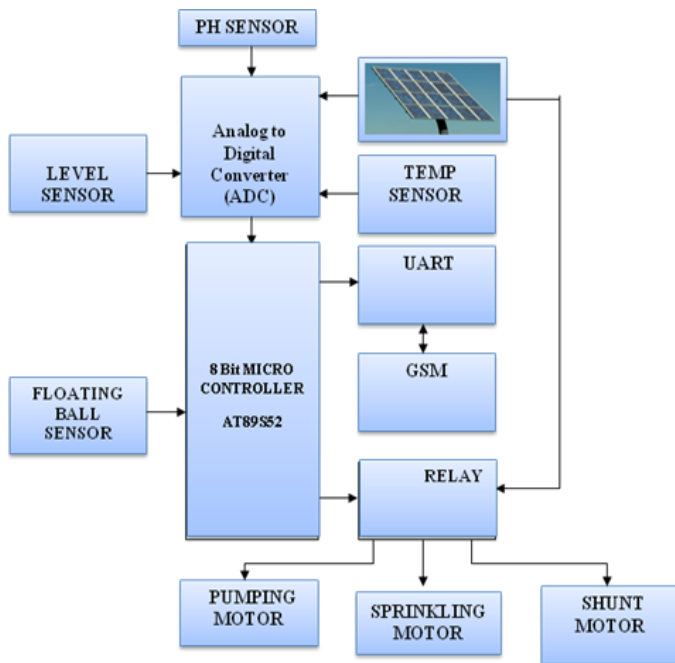 PH SENSOR
Analog to
Digital
Converter
(ADC)
LEVEL
SENSOR
TEMP
SENSOR
UART
8 Bit MICRO
CONTROLLER
AT89S52
GSM
FLOATING
BALL
SENSOR
RELAY
PUMPING
MOTOR
SPRINKLING
MOTOR
SHUNT
MOTOR